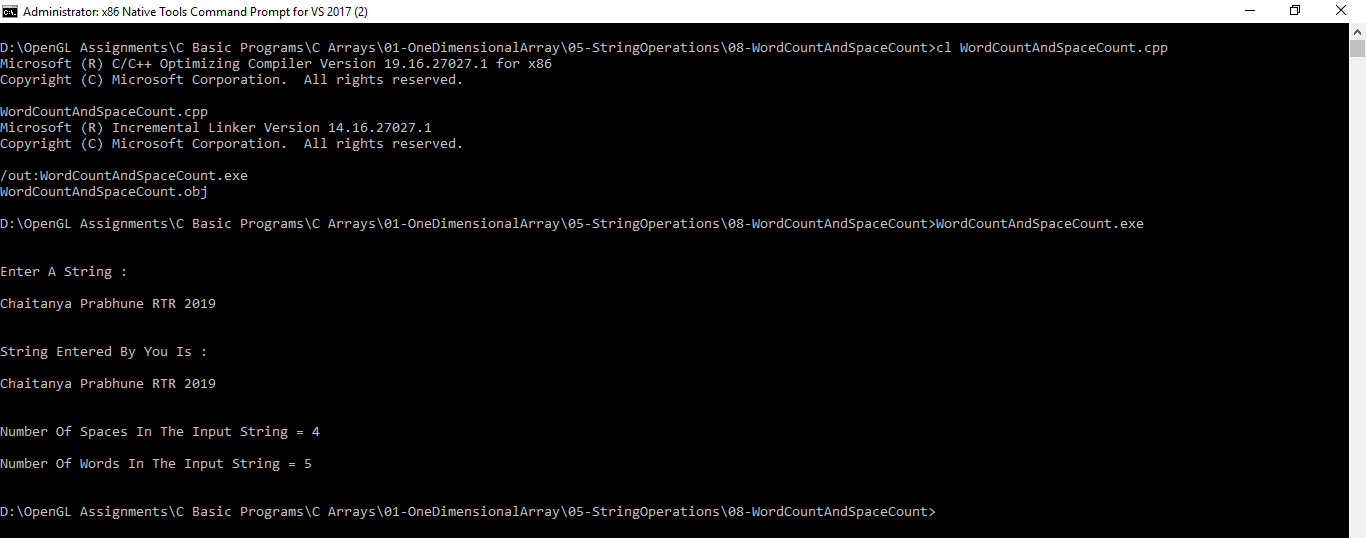 Administrator: x86 Native Tools Command Prompt for VS 2017 (2)
D:\OpenGL Assignments\C Basic Programs\C Arrays\01-OneDimensionalArray\05-StringOperations\08-WordCountAndSpaceCount>cl WordCountAndSpaceCount.cpp
Microsoft (R) C/C++ Optimizing Compiler Version 19.16.27027.1 for x86
Copyright (C) Microsoft Corporation.  All rights reserved.
WordCountAndSpaceCount.cpp
Microsoft (R) Incremental Linker Version 14.16.27027.1
Copyright (C) Microsoft Corporation.  All rights reserved.
/out:WordCountAndSpaceCount.exe
WordCountAndSpaceCount.obj
D:\OpenGL Assignments\C Basic Programs\C Arrays\01-OneDimensionalArray\05-StringOperations\08-WordCountAndSpaceCount>WordCountAndSpaceCount.exe
Enter A String :
Chaitanya Prabhune RTR 2019
String Entered By You Is :
Chaitanya Prabhune RTR 2019
Number Of Spaces In The Input String = 4
Number Of Words In The Input String = 5
D:\OpenGL Assignments\C Basic Programs\C Arrays\01-OneDimensionalArray\05-StringOperations\08-WordCountAndSpaceCount>